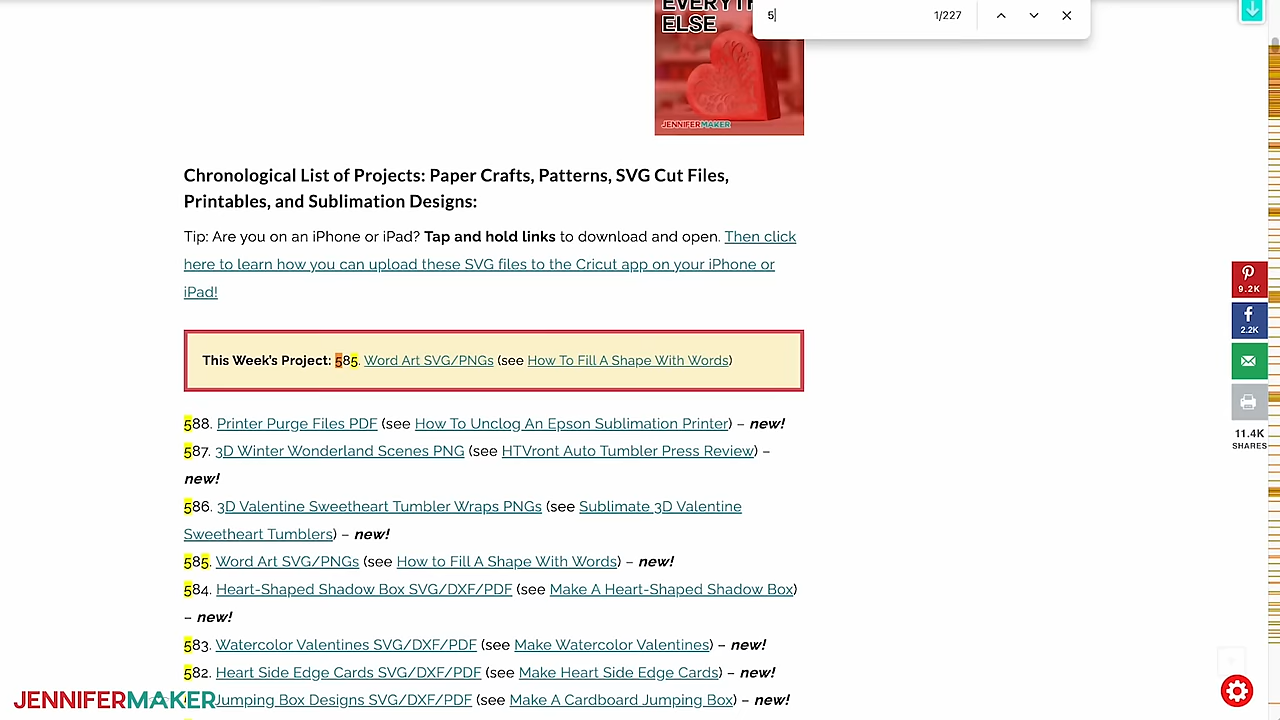 EVERYTH
ELSE
5
1/227
JENNIFERMAKER
Chronological List of Projects: Paper Crafts, Patterns, SVG Cut Files,
Printables, and Sublimation Designs:
Tip: Are you on an iPhone or iPad? Tap and hold links to download and open. Then click
here to learn how you can upload these SVG files to the Cricut app on your iPhone or
iPad!
9.2K
2.2K
This Week's Project: 585. Word Art SVG/PNGs (see How To Fill A Shape With Words)
11.4K
SHARES
588. Printer Purge Files PDF (see How To Unclog An Epson Sublimation Printer) – new!
587. 3D Winter Wonderland Scenes PNG (see HTVront Auto Tumbler Press Review) –
new!
586. 3D Valentine Sweetheart Tumbler Wraps PNGs (see Sublimate 3D Valentine
Sweetheart Tumblers) – new!
585. Word Art SVG/PNGs (see How to Fill A Shape With Words) – new!
584. Heart-Shaped Shadow Box SVG/DXF/PDF (see Make A Heart-Shaped Shadow Box)
– new!
583. Watercolor Valentines SVG/DXF/PDF (see Make Watercolor Valentines) – new!
582. Heart Side Edge Cards SVG/DXF/PDF (see Make Heart Side Edge Cards) – new!
Jumping Box Designs SVG/DXF/PDF (see Make A Cardboard Jumping Box) – new!
JENNIFERMAKER